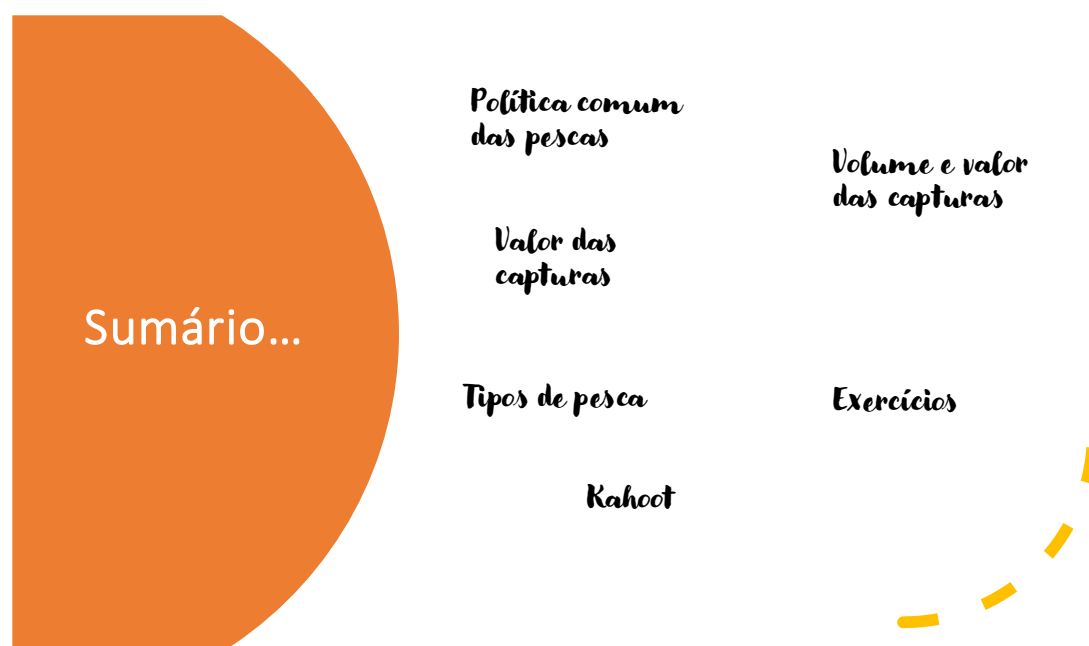 Sumário...
Política comum
das pescas
Volume e valor
das capturas
Valor das
capturas
Tipos de pesca
Exercícios
Kahoot